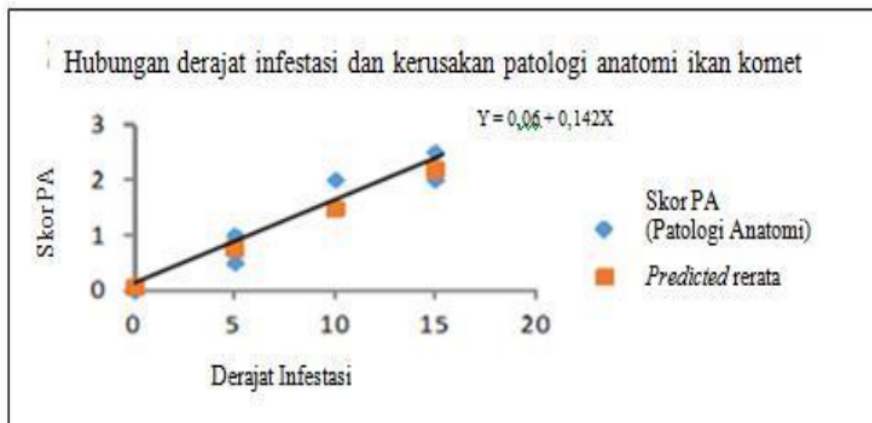 Hubungan derajat infestasi dan kerusakan patologi anatomi ikan komet
Y = 0,06 + 0,142X
3
2
1
0
Skor PA
0 5 10 15 20
Derajat Infestasi
Skor PA
(Patologi Anatomi)
Predicted rerata